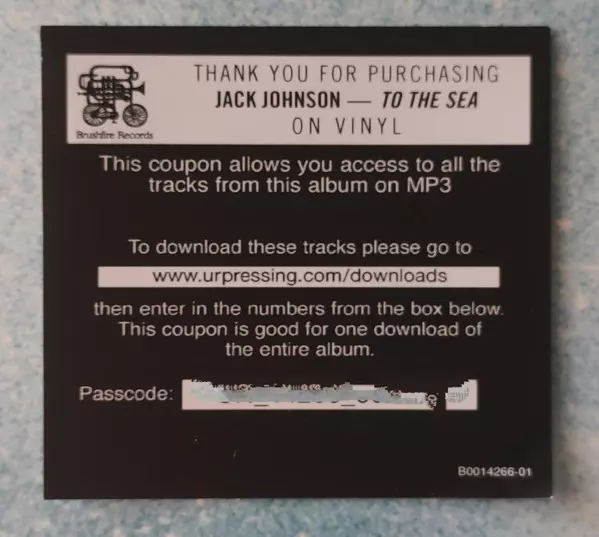 THANK YOU FOR PURCHASING
JACK JOHNSON — TO THE SEA
ON VINYL
Brushfire Records
This coupon allows you access to all the
tracks from this album on MP3
To download these tracks please go to
www.urpressing.com/downloads
then enter in the numbers from the box below.
This coupon is good for one download of
the entire album.
Passcode:
B0014266-01